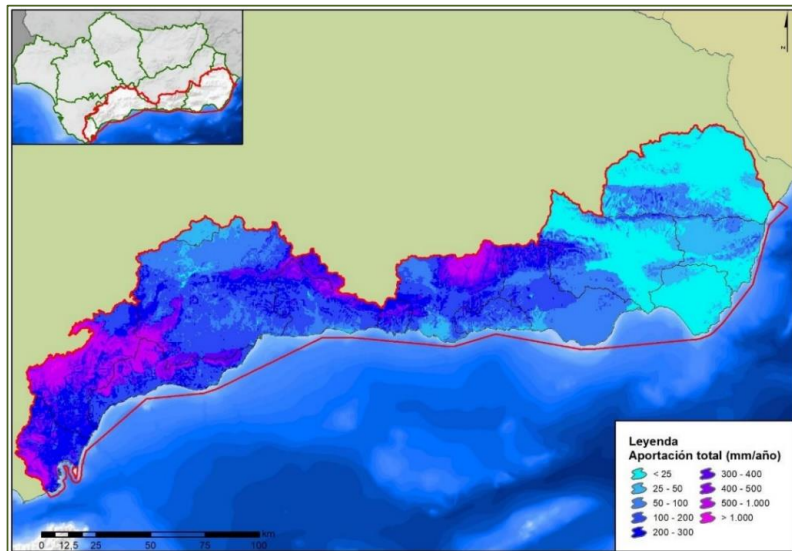 N
Leyenda
Aportación total (mm/año)
< 25
25 - 50
50 - 100
100 - 200
200 - 300
300 - 400
400 - 500
500 - 1.000
> 1.000
km
0 12,5 25 50 75 100